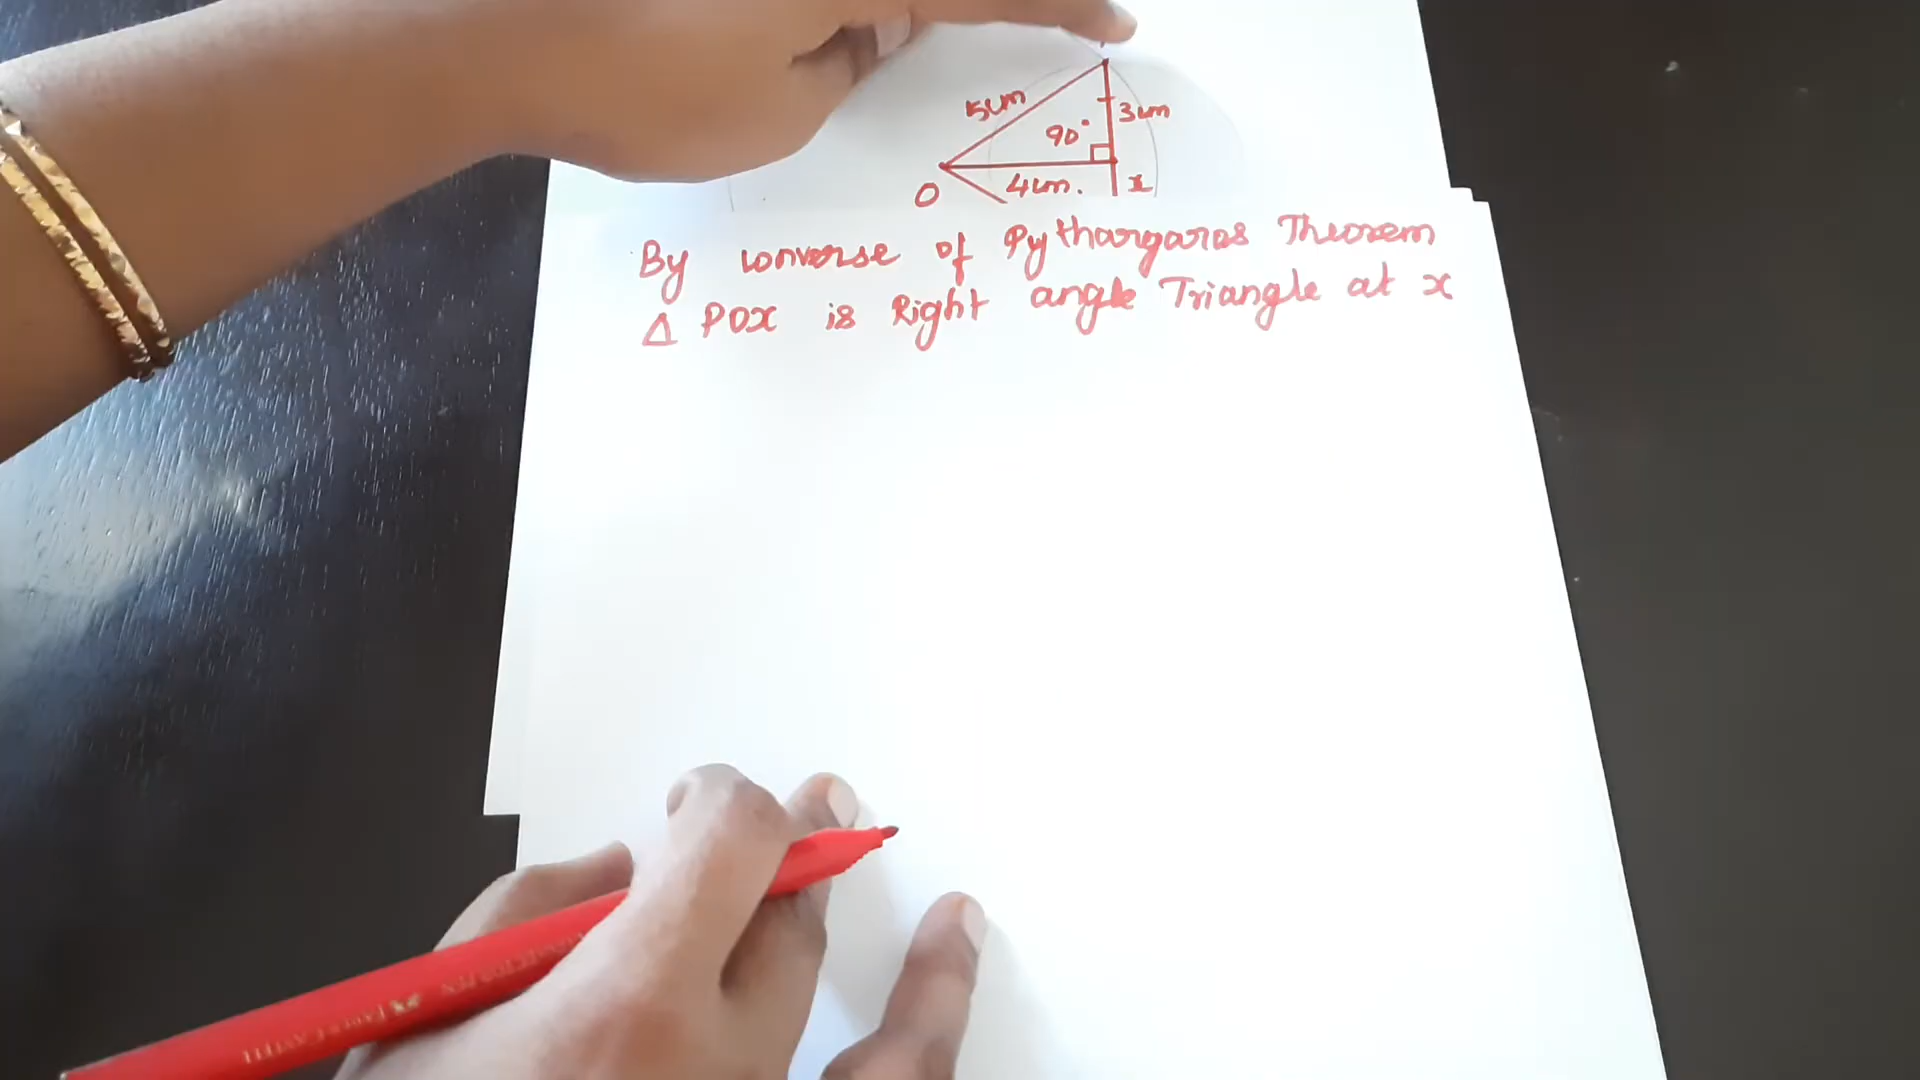 5cm
3cm
90°
4cm.
x
O
By converse of Pythargaras Theorem
Δ POX is Right angle Triangle at x